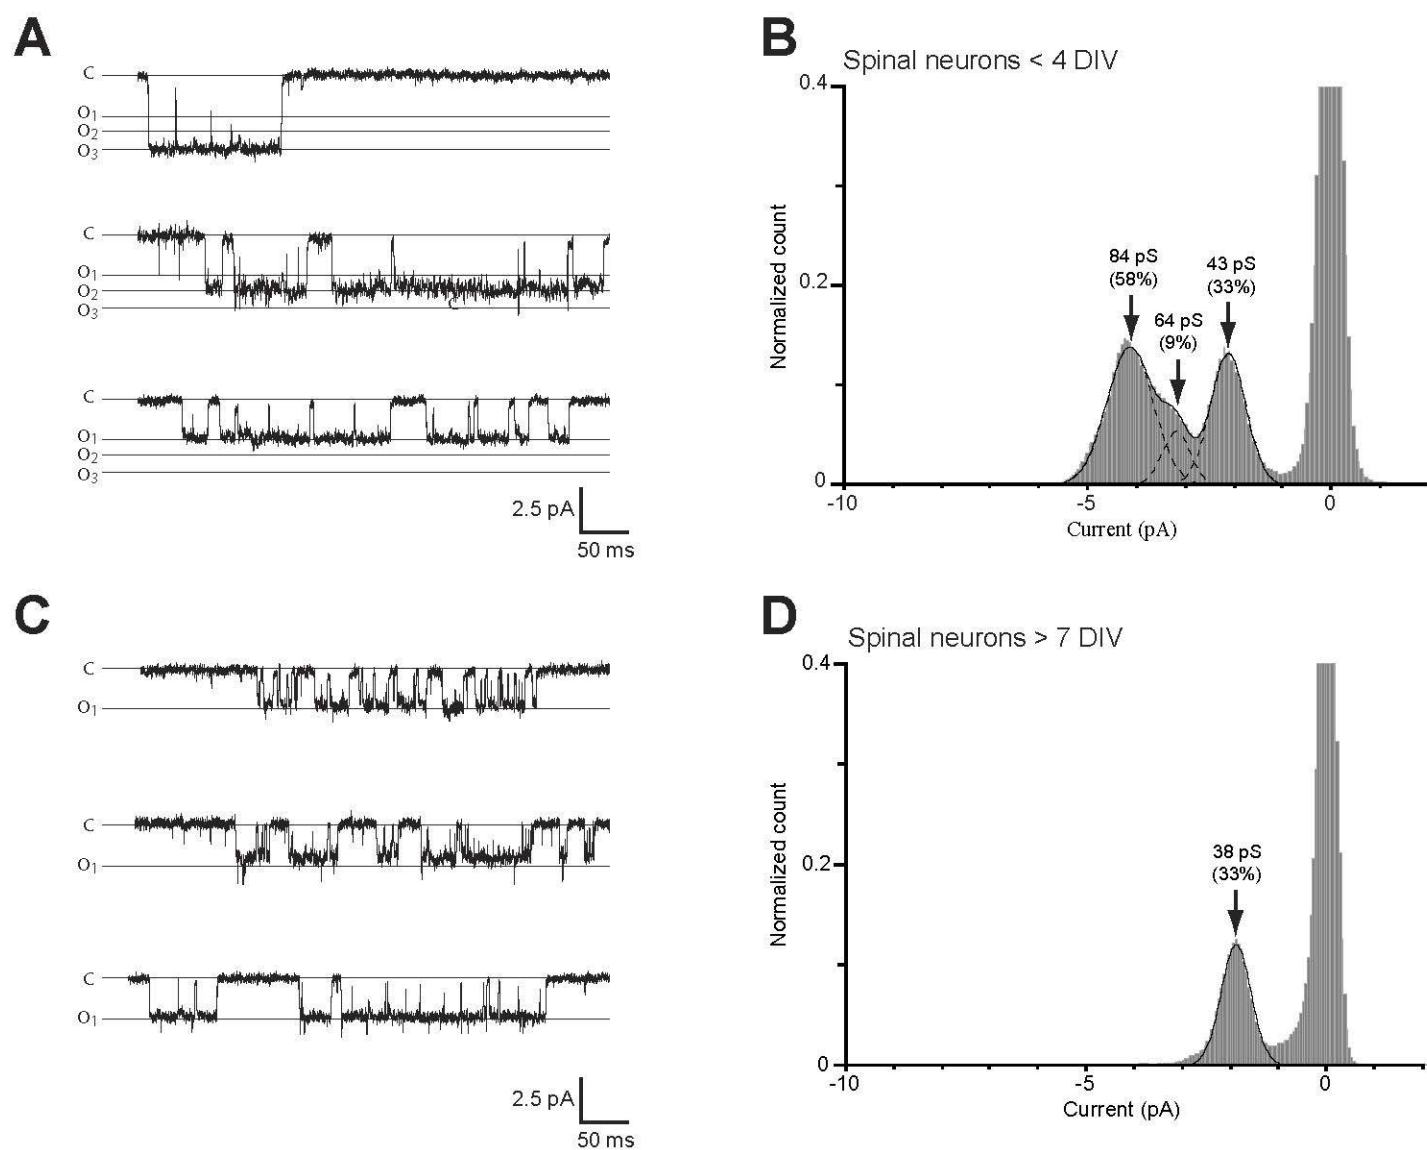 A
C
O1
O2
O3
C
O1
O2
O3
C
C
O1
O2
O3
2.5 pA
50 ms
B
Spinal neurons < 4 DIV
0.4
0.2
0
Normalized count
84 pS
(58%)
64 pS
(9%)
43 pS
(33%)
-10
-5
0
Current (pA)
C
C
O1
C
O1
C
O1
2.5 pA
50 ms
D
Spinal neurons > 7 DIV
0.4
0.2
0
Normalized count
38 pS
(33%)
-10
-5
0
Current (pA)